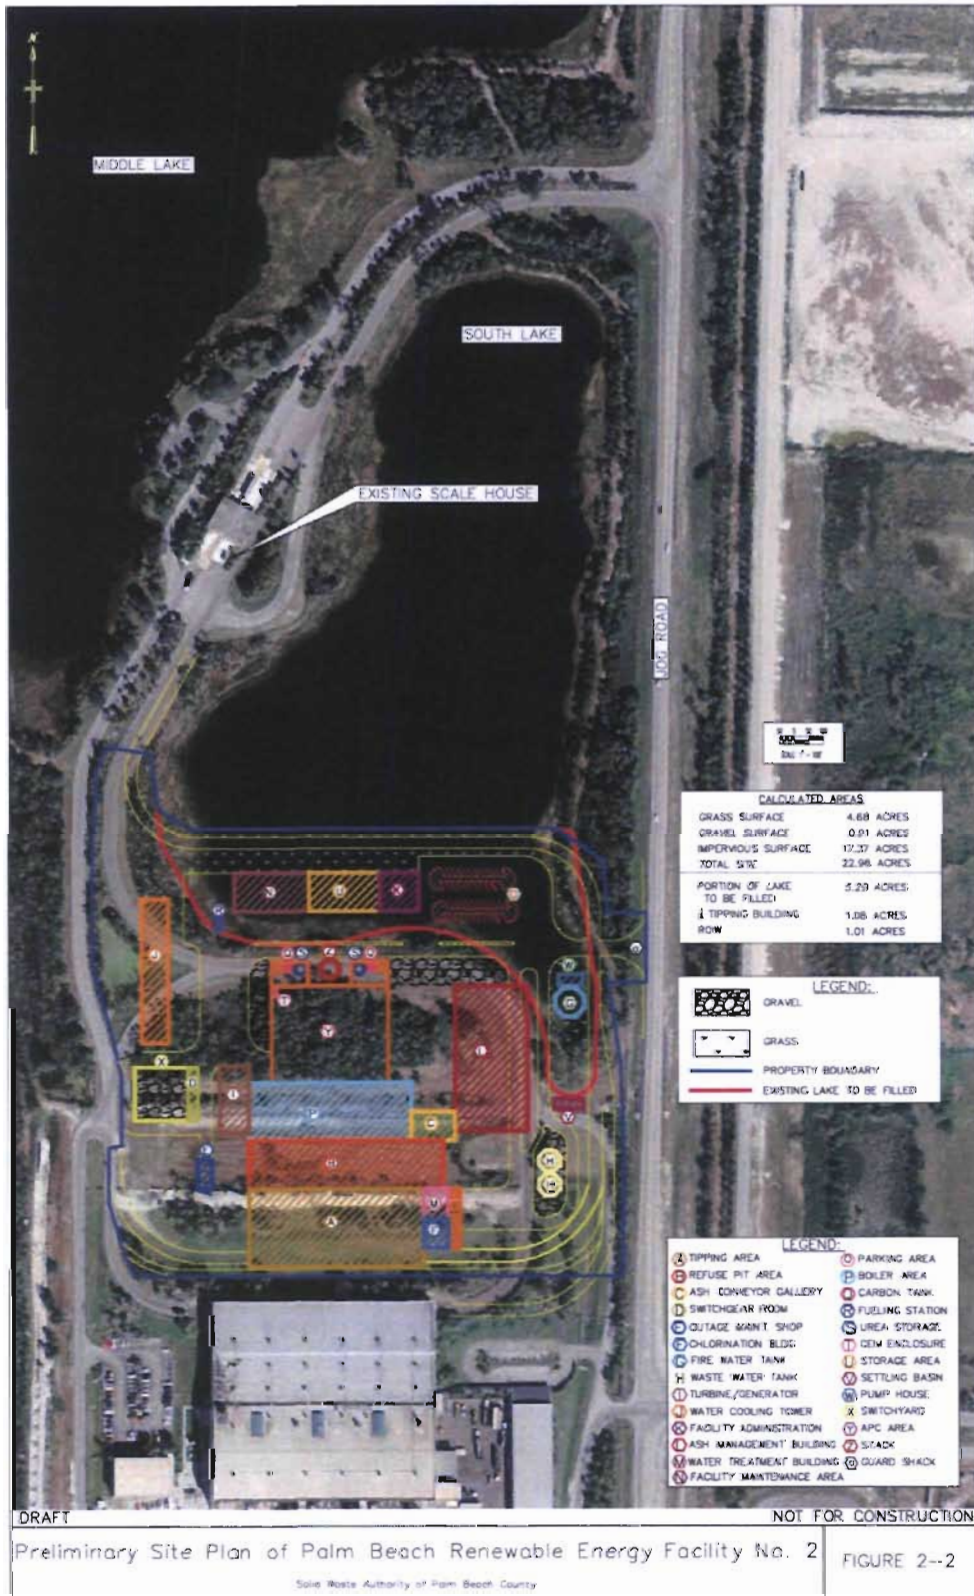 N
MIDDLE LAKE
SOUTH LAKE
EXISTING SCALE HOUSE
JOG ROAD
CALCULATED AREAS
GRASS SURFACE 4.68 ACRES
GRAVEL SURFACE 0.91 ACRES
IMPERVIOUS SURFACE 17.37 ACRES
TOTAL SITE 22.96 ACRES
PORTION OF LAKE 5.29 ACRES
TO BE FILLED
TIPPING BUILDING 1.06 ACRES
ROW 1.01 ACRES
LEGEND:
GRAVEL
GRASS
PROPERTY BOUNDARY
EXISTING LAKE TO BE FILLED
LEGEND:
A TIPPING AREA
B REFUSE PIT AREA
C ASH CONVEYOR GALLERY
D SWITCHGEAR ROOM
E OUTAGE MAINT SHOP
F CHLORINATION BLDG
G FIRE WATER TANK
H WASTE WATER TANK
I TURBINE/GENERATOR
J WATER COOLING TOWER
K FACILITY ADMINISTRATION
L ASH MANAGEMENT BUILDING
M WATER TREATMENT BUILDING
N FACILITY MAINTENANCE AREA
O PARKING AREA
P BOILER AREA
Q CARBON TANK
R FUELING STATION
S UREA STORAGE
T CEM ENCLOSURE
U STORAGE AREA
V SETTLING BASIN
W PUMP HOUSE
X SWITCHYARD
Y APC AREA
Z STACK
GUARD SHACK
DRAFT
NOT FOR CONSTRUCTION
Preliminary Site Plan of Palm Beach Renewable Energy Facility No. 2
Solid Waste Authority of Palm Beach County
FIGURE 2--2